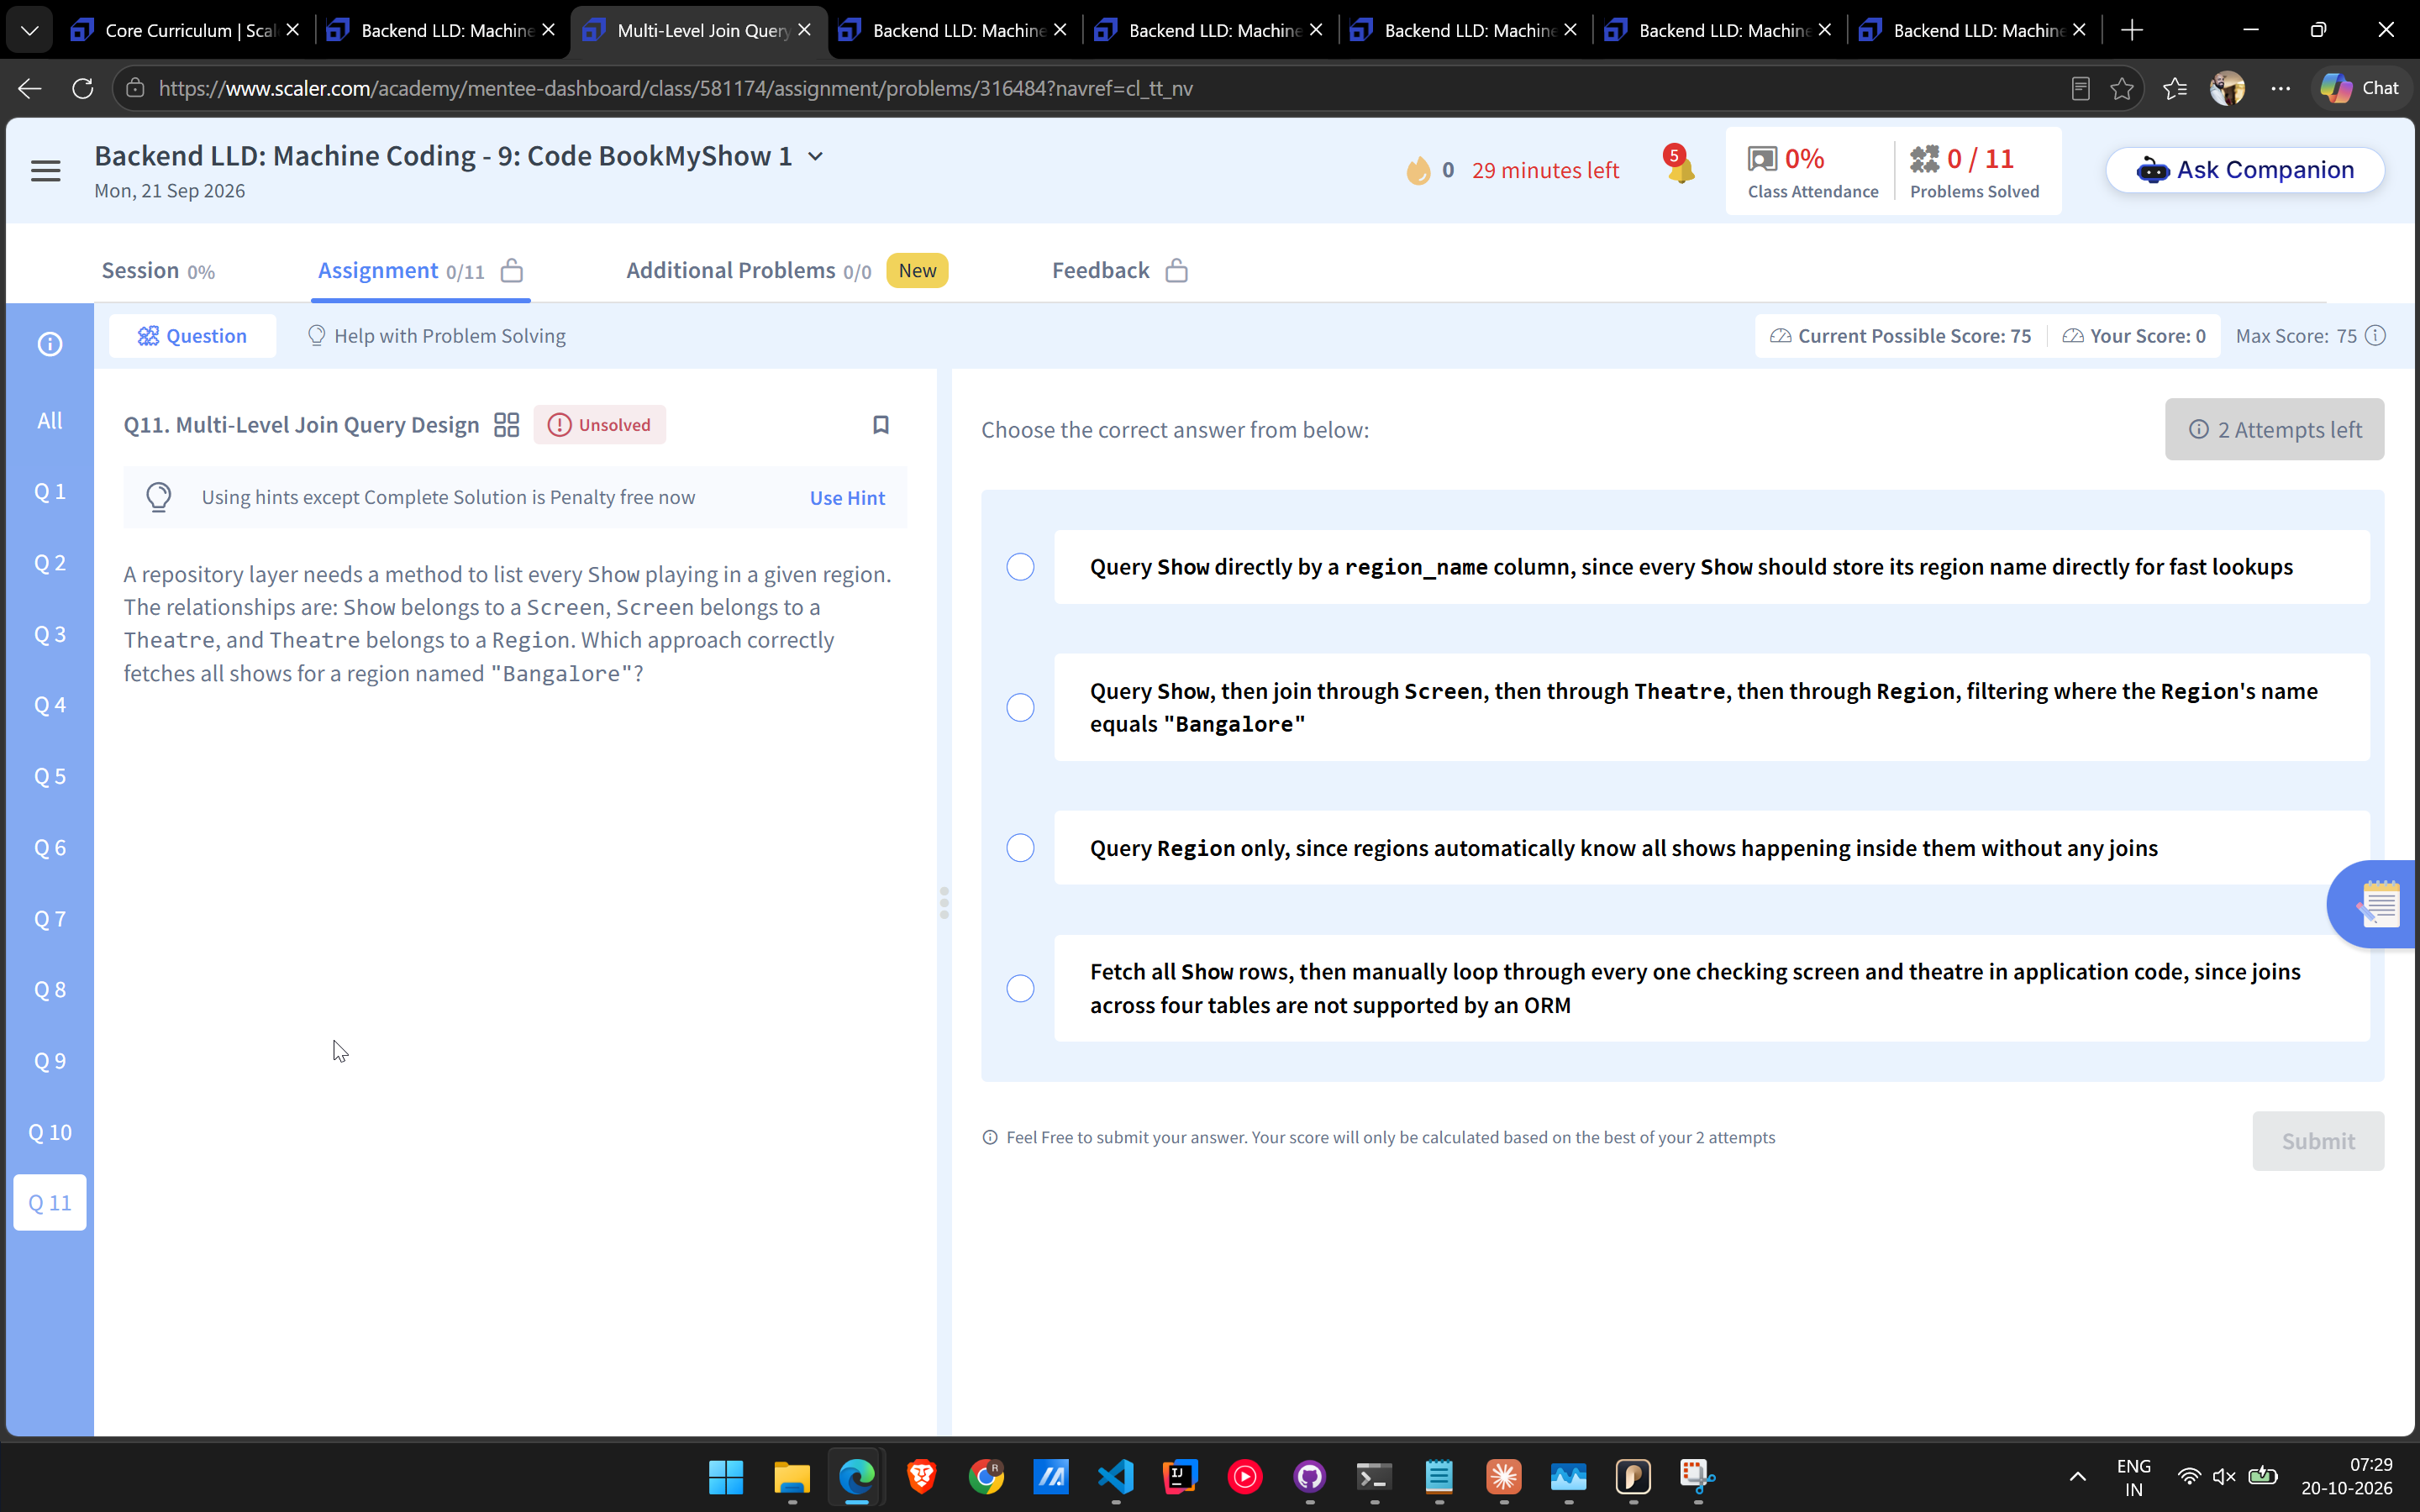 Core Curriculum | Scal
Backend LLD: Machine
Multi-Level Join Query
Backend LLD: Machine
Backend LLD: Machine
Backend LLD: Machine
Backend LLD: Machine
Backend LLD: Machine
https://www.scaler.com/academy/mentee-dashboard/class/581174/assignment/problems/316484?navref=cl_tt_nv
Chat
Backend LLD: Machine Coding - 9: Code BookMyShow 1
Mon, 21 Sep 2026
0
29 minutes left
5
0%
Class Attendance
0 / 11
Problems Solved
Ask Companion
Session 0%
Assignment 0/11
Additional Problems 0/0 New
Feedback
Question
Help with Problem Solving
Current Possible Score: 75
Your Score: 0
Max Score: 75
All
Q 1
Q 2
Q 3
Q 4
Q 5
Q 6
Q 7
Q 8
Q 9
Q 10
Q 11
Q11. Multi-Level Join Query Design
Unsolved
Using hints except Complete Solution is Penalty free now
Use Hint
A repository layer needs a method to list every Show playing in a given region.
The relationships are: Show belongs to a Screen, Screen belongs to a
Theatre, and Theatre belongs to a Region. Which approach correctly
fetches all shows for a region named "Bangalore"?
Choose the correct answer from below:
2 Attempts left
Query Show directly by a region_name column, since every Show should store its region name directly for fast lookups
Query Show, then join through Screen, then through Theatre, then through Region, filtering where the Region's name
equals "Bangalore"
Query Region only, since regions automatically know all shows happening inside them without any joins
Fetch all Show rows, then manually loop through every one checking screen and theatre in application code, since joins
across four tables are not supported by an ORM
Feel Free to submit your answer. Your score will only be calculated based on the best of your 2 attempts
Submit
R
IJ
ENG
IN
07:29
20-10-2026